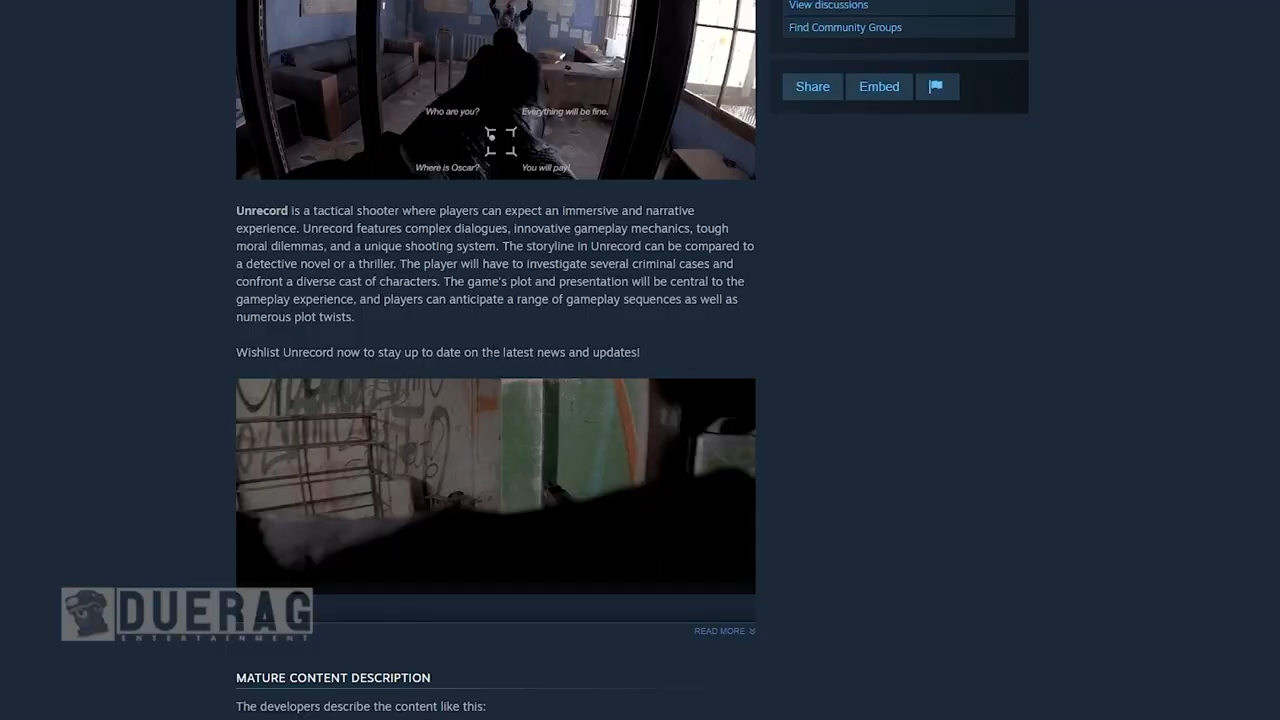 View discussions
Find Community Groups
Share Embed
Who are you? Everything will be fine.
Where is Oscar? You will pay!
Unrecord is a tactical shooter where players can expect an immersive and narrative
experience. Unrecord features complex dialogues, innovative gameplay mechanics, tough
moral dilemmas, and a unique shooting system. The storyline in Unrecord can be compared to
a detective novel or a thriller. The player will have to investigate several criminal cases and
confront a diverse cast of characters. The game's plot and presentation will be central to the
gameplay experience, and players can anticipate a range of gameplay sequences as well as
numerous plot twists.
Wishlist Unrecord now to stay up to date on the latest news and updates!
DUERAG
ENTERTAINMENT
READ MORE
MATURE CONTENT DESCRIPTION
The developers describe the content like this: